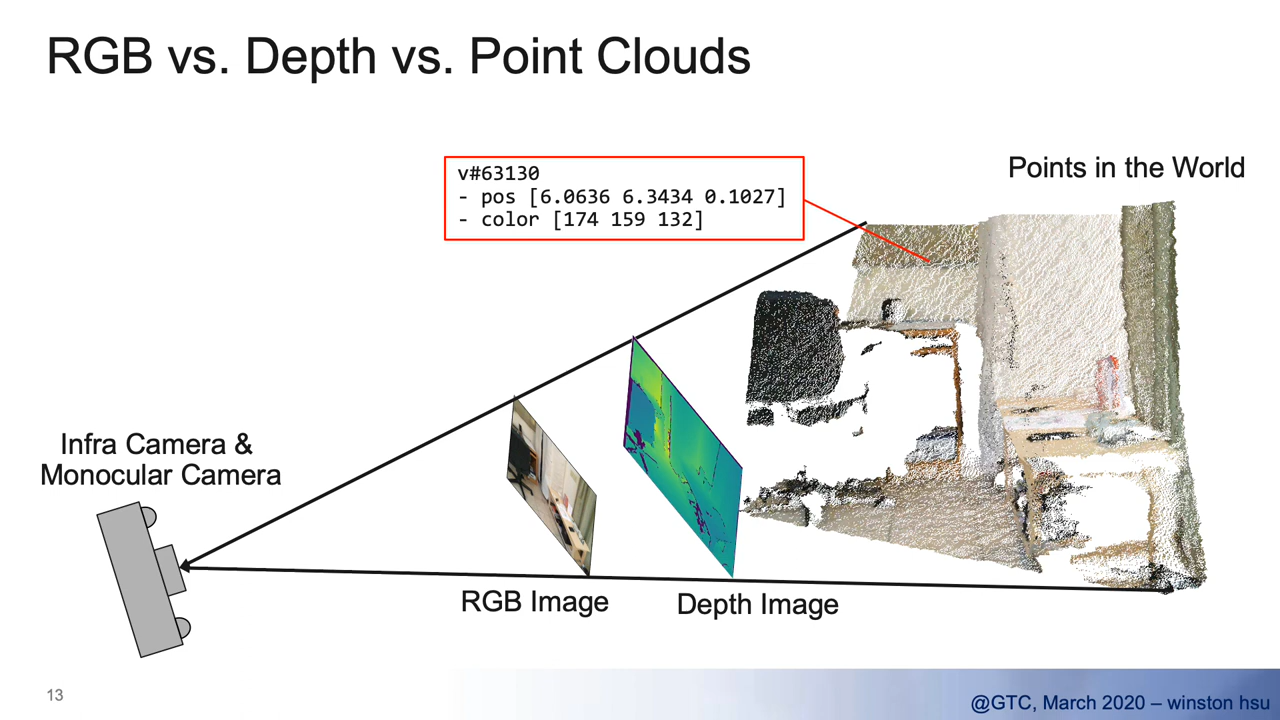 RGB vs. Depth vs. Point Clouds
v#63130
- pos [6.0636 6.3434 0.1027]
- color [174 159 132]
Points in the World
Infra Camera &
Monocular Camera
RGB Image
Depth Image
13
@GTC, March 2020 – winston hsu